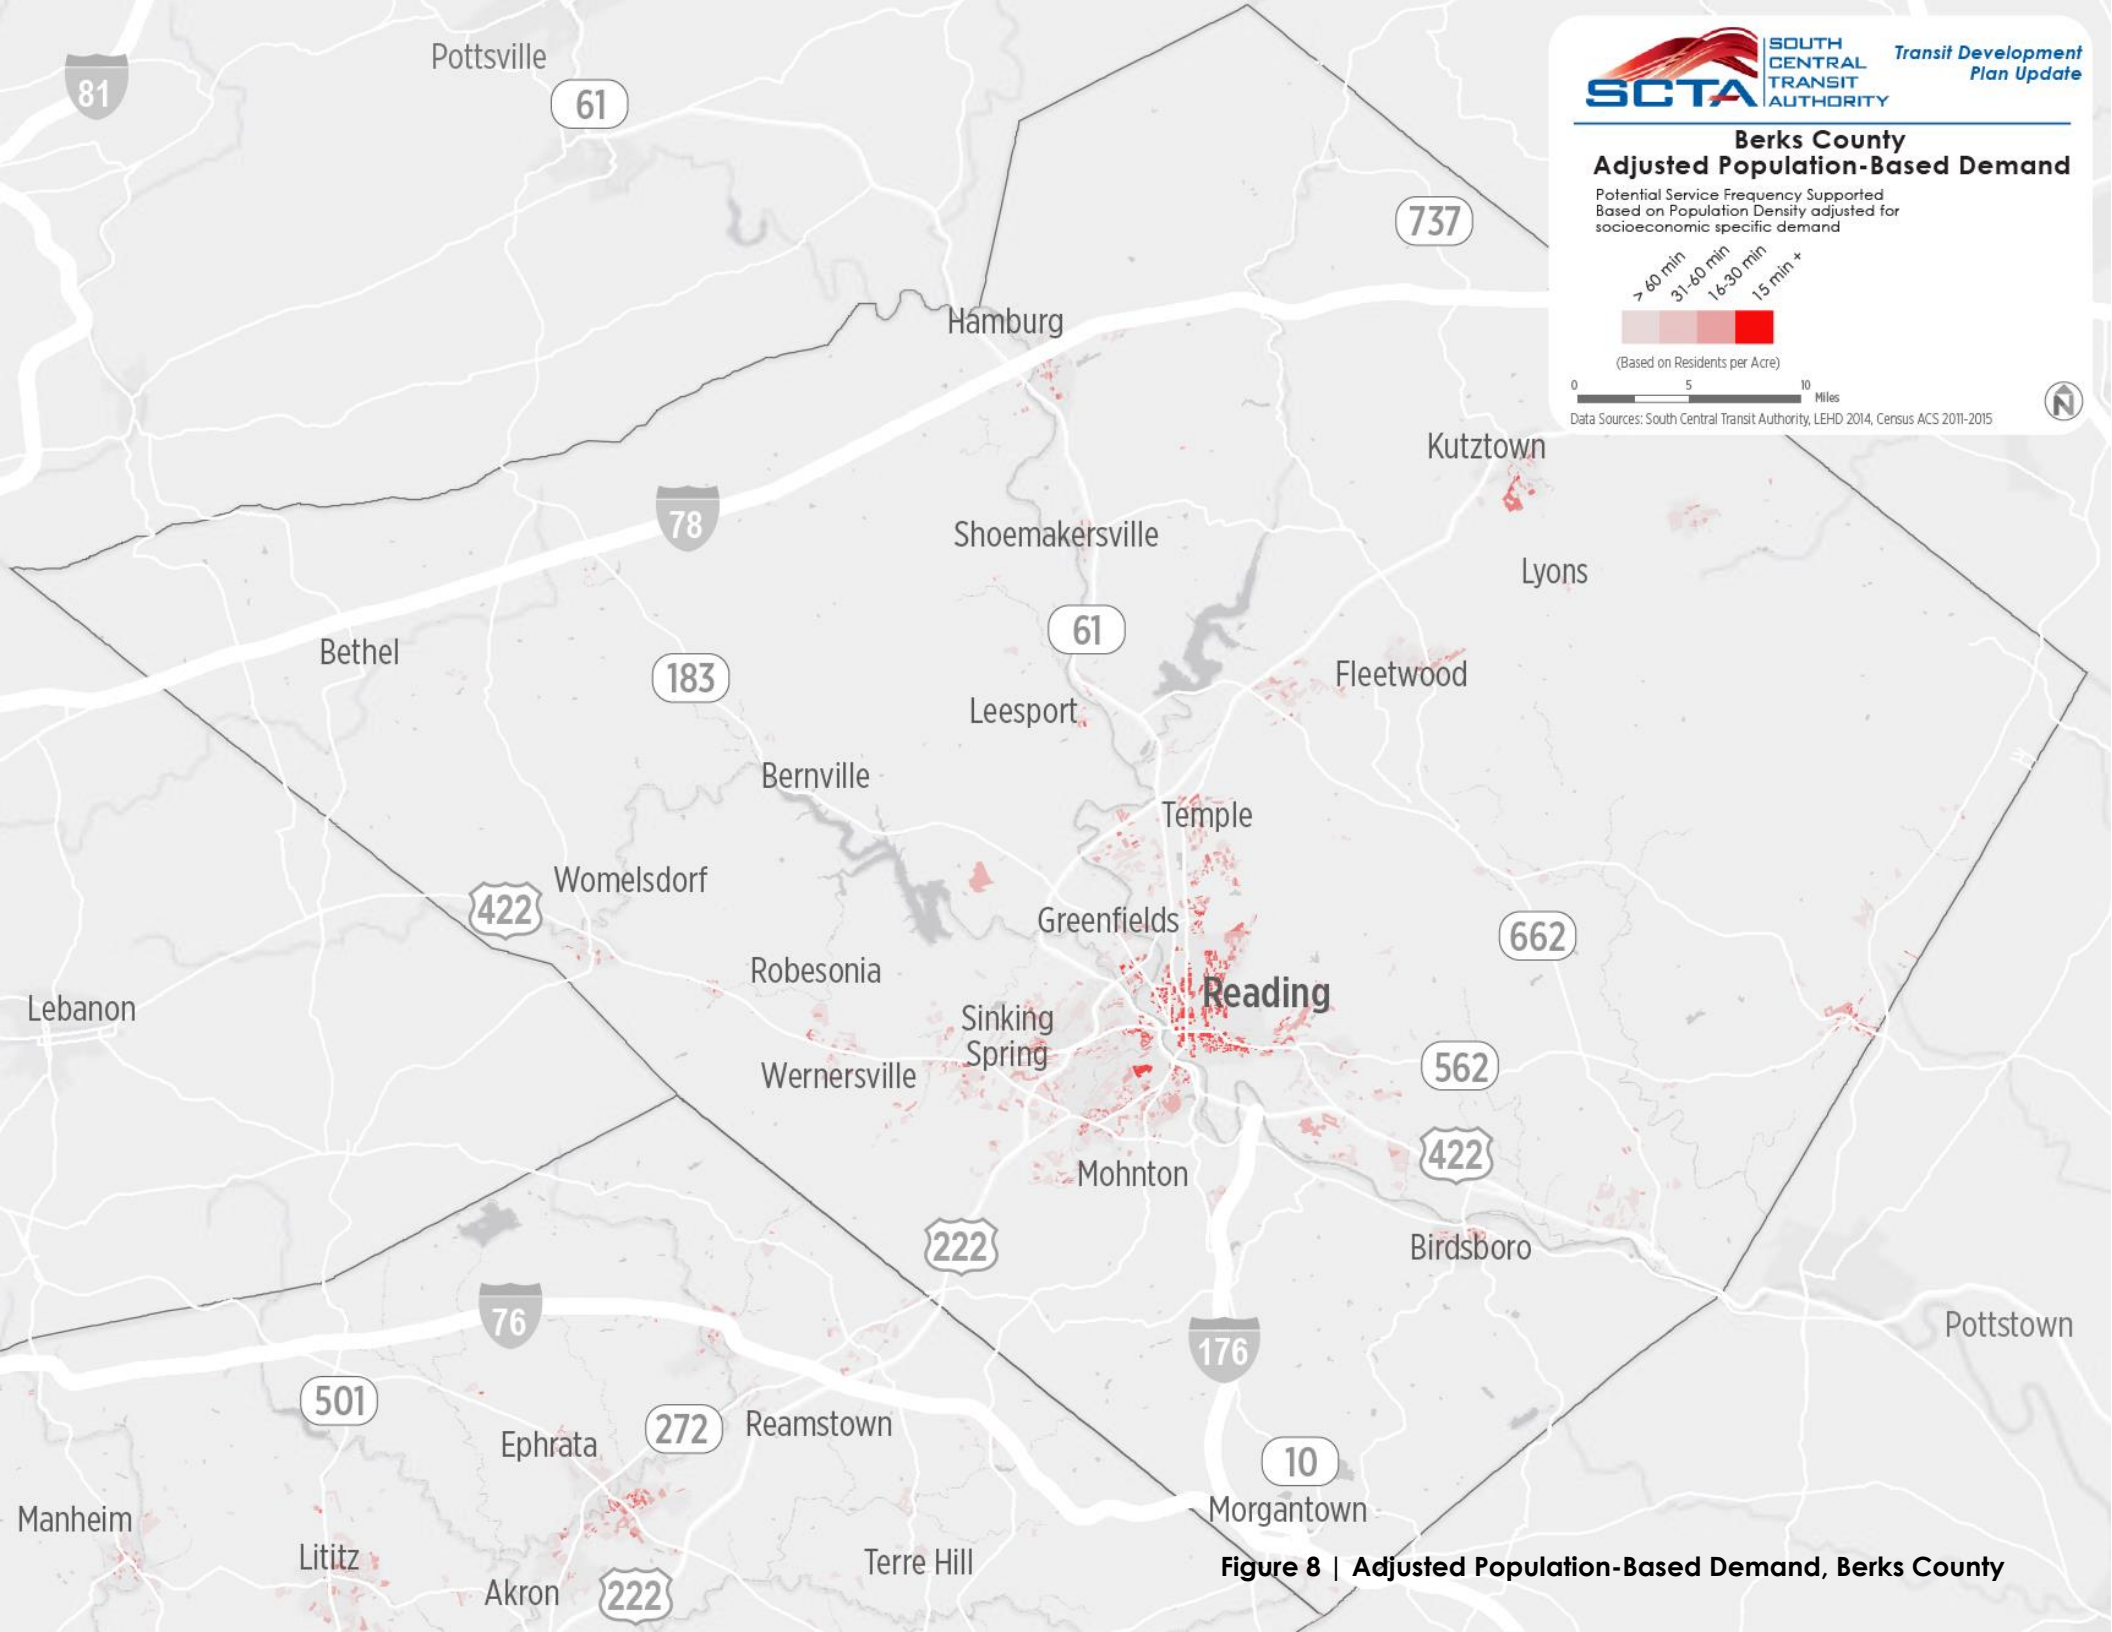 Pottsville
81
61
SOUTH
CENTRAL
TRANSIT
AUTHORITY
SCTA
Transit Development
Plan Update
Berks County
Adjusted Population-Based Demand
Potential Service Frequency Supported
Based on Population Density adjusted for
socioeconomic specific demand
> 60 min
31-60 min
16-30 min
15 min +
(Based on Residents per Acre)
0 5 10
Miles
N
Data Sources: South Central Transit Authority, LEHD 2014, Census ACS 2011-2015
737
Hamburg
Kutztown
78
Shoemakersville
Lyons
61
Bethel
183
Fleetwood
Leesport
Bernville
Temple
Womelsdorf
422
Greenfields
662
Robesonia
Reading
Lebanon
Sinking
Spring
562
Wernersville
422
Mohnton
222
Birdsboro
76
Pottstown
176
501
272
Reamstown
Ephrata
10
Manheim
Morgantown
Lititz
Terre Hill
Figure 8 | Adjusted Population-Based Demand, Berks County
Akron
222